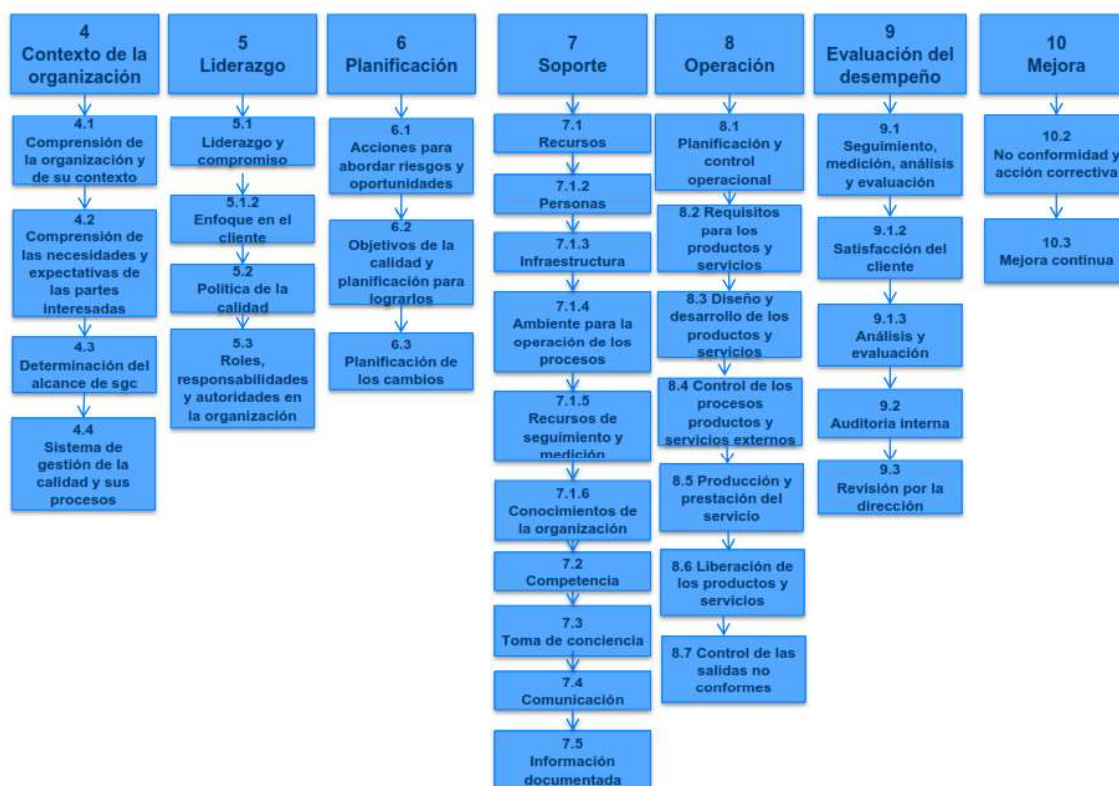 4
Contexto de la
organización
4.1
Comprensión de
la organización y
de su contexto
4.2
Comprensión de
las necesidades y
expectativas de
las partes
interesadas
4.3
Determinación del
alcance de sgc
4.4
Sistema de
gestión de la
calidad y sus
procesos
5
Liderazgo
5.1
Liderazgo y
compromiso
5.1.2
Enfoque en el
cliente
5.2
Política de la
calidad
5.3
Roles,
responsabilidades
y autoridades en
la organización
6
Planificación
6.1
Acciones para
abordar riesgos y
oportunidades
6.2
Objetivos de la
calidad y
planificación para
lograrlos
6.3
Planificación de
los cambios
7
Soporte
7.1
Recursos
7.1.2
Personas
7.1.3
Infraestructura
7.1.4
Ambiente para la
operación de los
procesos
7.1.5
Recursos de
seguimiento y
medición
7.1.6
Conocimientos de
la organización
7.2
Competencia
7.3
Toma de conciencia
7.4
Comunicación
7.5
Información
documentada
8
Operación
8.1
Planificación y
control
operacional
8.2 Requisitos
para los
productos y
servicios
8.3 Diseño y
desarrollo de los
productos y
servicios
8.4 Control de los
procesos
productos y
servicios externos
8.5 Producción y
prestación del
servicio
8.6 Liberación de
los productos y
servicios
8.7 Control de las
salidas no
conformes
9
Evaluación del
desempeño
9.1
Seguimiento,
medición, análisis
y evaluación
9.1.2
Satisfacción del
cliente
9.1.3
Análisis y
evaluación
9.2
Auditoria interna
9.3
Revisión por la
dirección
10
Mejora
10.2
No conformidad y
acción correctiva
10.3
Mejora continua